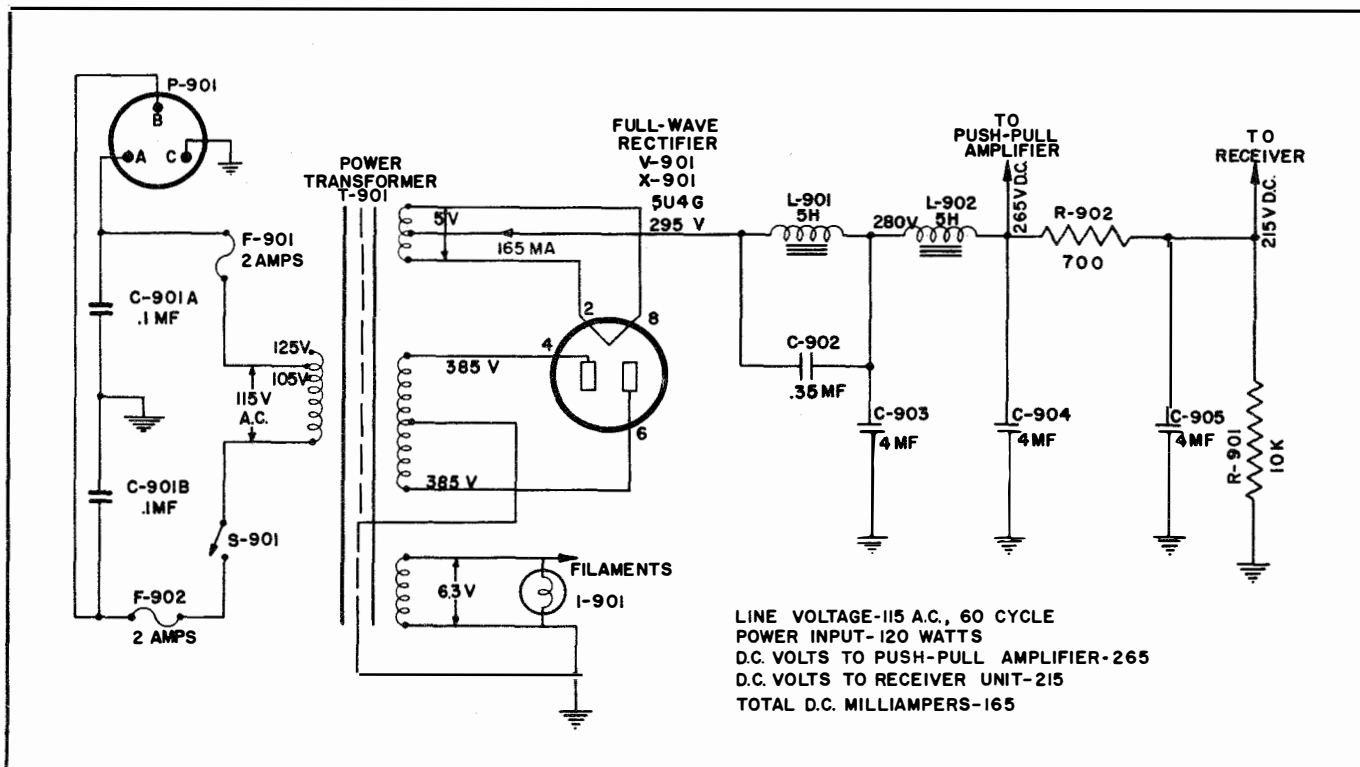 P-901
B
A
C
F-901
2 AMPS
C-901A
.1 MF
125V
105V
115V
A.C.
C-901B
.1MF
S-901
F-902
2 AMPS
POWER
TRANSFORMER
T-901
5V
165 MA
385 V
385 V
6.3 V
FILAMENTS
I-901
FULL-WAVE
RECTIFIER
V-901
X-901
5U4G
295 V
2
8
4
6
L-901
5H
280V
L-902
5H
C-902
.35MF
C-903
4MF
TO
PUSH-PULL
AMPLIFIER
265V D.C.
R-902
700
C-904
4MF
TO
RECEIVER
215 V D.C.
C-905
4MF
R-901
10K
LINE VOLTAGE-115 A.C., 60 CYCLE
POWER INPUT-120 WATTS
D.C. VOLTS TO PUSH-PULL AMPLIFIER-265
D.C. VOLTS TO RECEIVER UNIT-215
TOTAL D.C. MILLIAMPERS-165